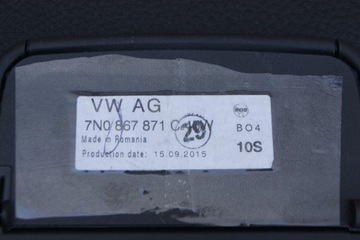 VW AG
7N0/867 871 C
Made in Romania
Production date: 15.09.2015
29
BO4
10S